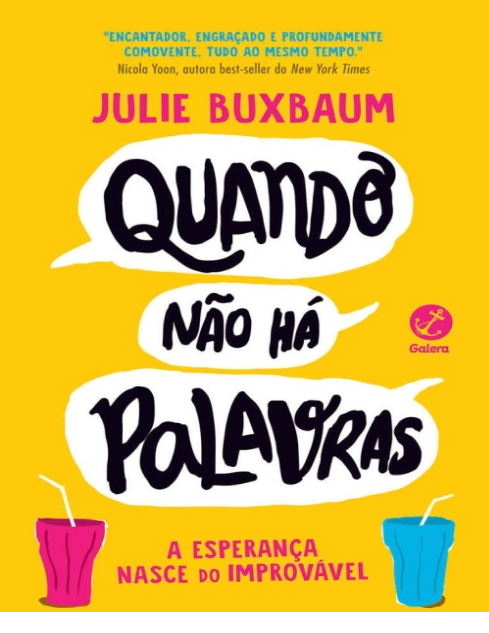 "ENCANTADOR, ENGRAÇADO E PROFUNDAMENTE
COMOVENTE, TUDO AO MESMO TEMPO."
Nicola Yoon, autora best-seller do New York Times
JULIE BUXBAUM
QUANDO
NÃO HÁ
Galera
PALAVRAS
A ESPERANÇA
NASCE DO IMPROVÁVEL